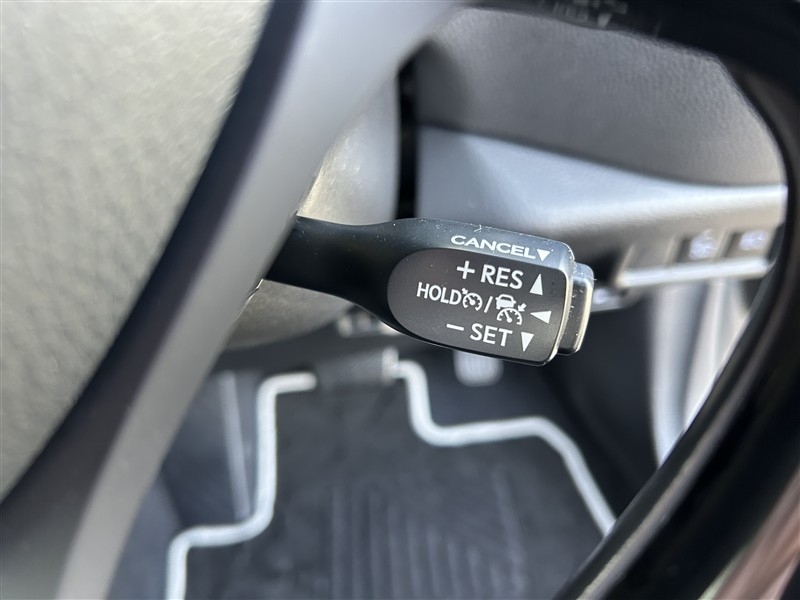 CANCEL▼
+ RES ▲
HOLD / ◀
− SET ▼